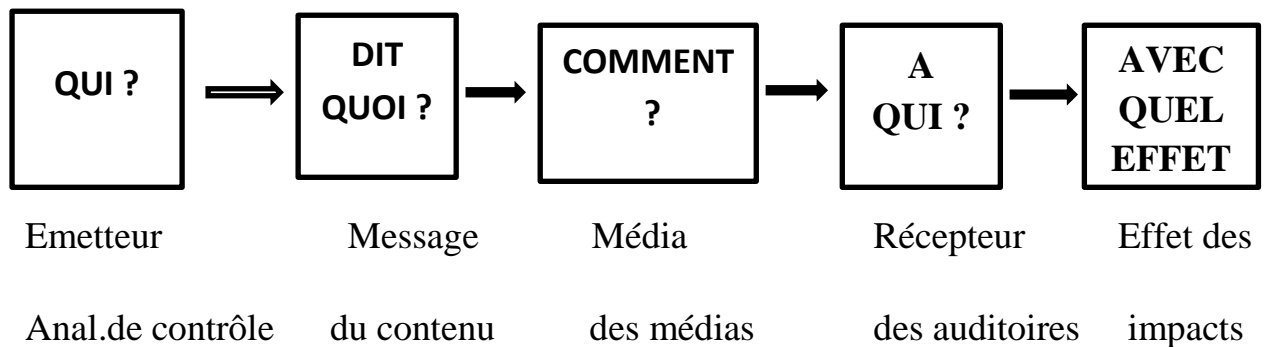 QUI ?
DIT
QUOI ?
COMMENT
?
A
QUI ?
AVEC
QUEL
EFFET
Emetteur Message Média Récepteur Effet des
Anal.de contrôle du contenu des médias des auditoires impacts